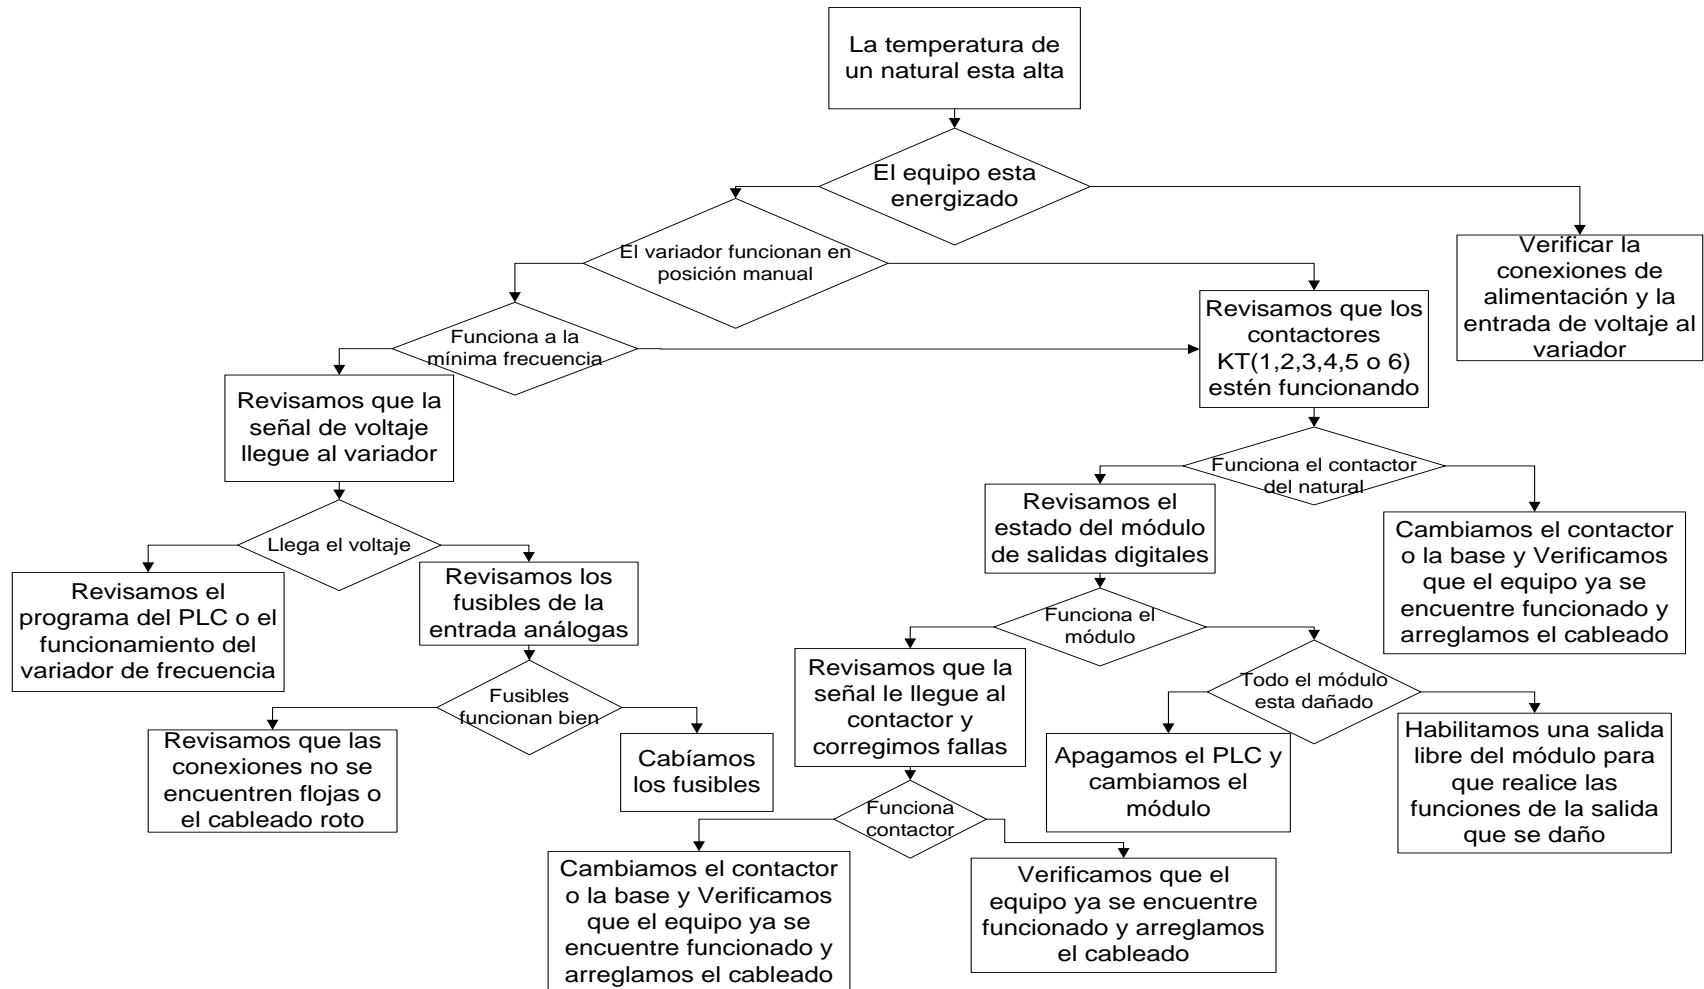 La temperatura de
un natural esta alta
El equipo esta
energizado
El variador funcionan en
posición manual
Verificar la
conexiones de
alimentación y la
entrada de voltaje al
variador
Funciona a la
mínima frecuencia
Revisamos que los
contactores
KT(1,2,3,4,5 o 6)
estén funcionando
Revisamos que la
señal de voltaje
llegue al variador
Funciona el contactor
del natural
Llega el voltaje
Revisamos el
estado del módulo
de salidas digitales
Cambiamos el contactor
o la base y Verificamos
que el equipo ya se
encuentre funcionado y
arreglamos el cableado
Revisamos el
programa del PLC o el
funcionamiento del
variador de frecuencia
Revisamos los
fusibles de la
entrada análogas
Funciona el
módulo
Fusibles
funcionan bien
Revisamos que la
señal le llegue al
contactor y
corregimos fallas
Todo el módulo
esta dañado
Revisamos que las
conexiones no se
encuentren flojas o
el cableado roto
Cabíamos
los fusibles
Apagamos el PLC y
cambiamos el
módulo
Habilitamos una salida
libre del módulo para
que realice las
funciones de la salida
que se daño
Funciona
contactor
Cambiamos el contactor
o la base y Verificamos
que el equipo ya se
encuentre funcionado y
arreglamos el cableado
Verificamos que el
equipo ya se encuentre
funcionado y arreglamos
el cableado